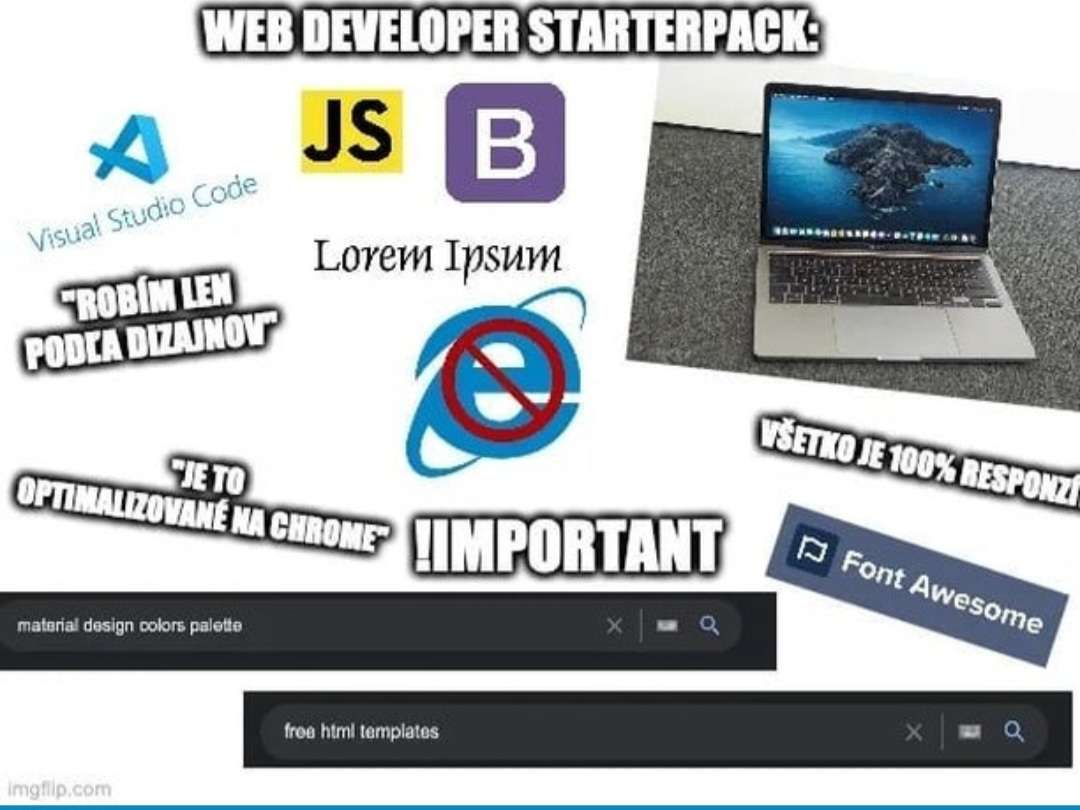 WEB DEVELOPER STARTERPACK:
JS
B
Visual Studio Code
Lorem Ipsum
"ROBÍM LEN
PODĽA DIZAJNOV"
e
VŠETKO JE 100% RESPONZÍ
"JE TO
OPTIMALIZOVANÉ NA CHROME"
!IMPORTANT
Font Awesome
material design colors palette
free html templates
imgflip.com